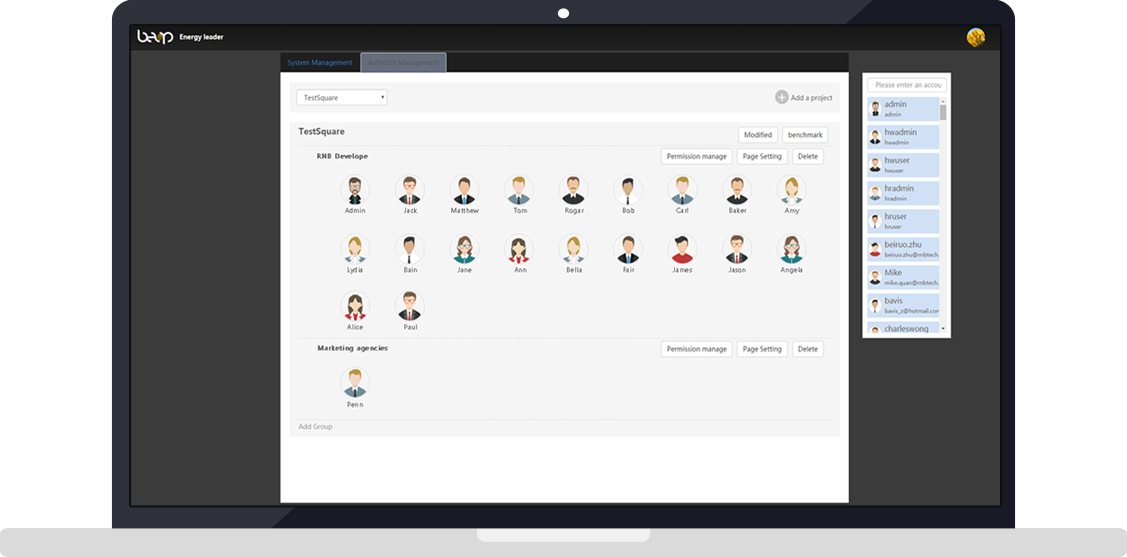 beop Energy leader
System Management Authority Management
TestSquare Add a project
Please enter an accou
TestSquare
Modified benchmark
RNB Develope Permission manage Page Setting Delete
Admin Jack Matthew Tom Rogar Bob Carl Baker Amy
Lydia Bain Jane Ann Bella Fair James Jason Angela
Alice Paul
Marketing agencies Permission manage Page Setting Delete
Penn
Add Group
admin
admin
hwadmin
hwadmin
hwuser
hwuser
hradmin
hradmin
hruser
hruser
beiruo.zhu
beiruo.zhu@mbtech.
Mike
mike.quan@mbtech.
bavis
bavis_z@hotmail.cor
charleswong